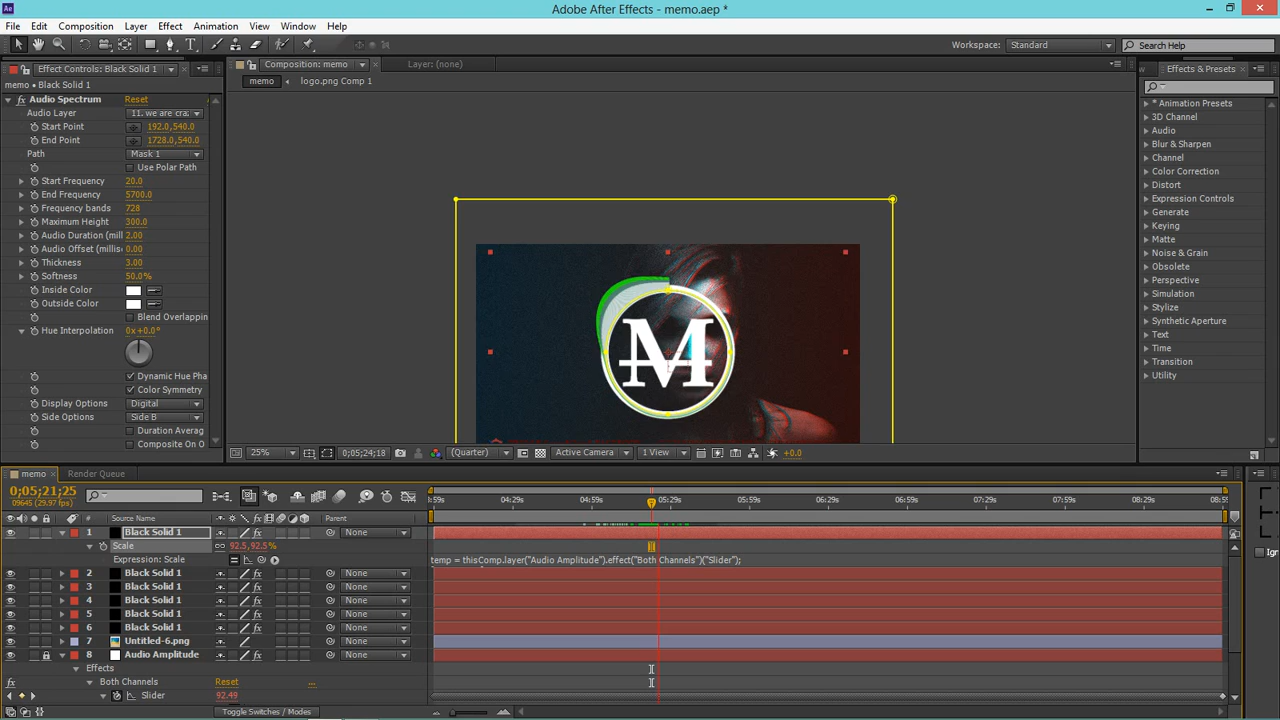 Adobe After Effects - memo.aep *
File Edit Composition Layer Effect Animation View Window Help
Workspace: Standard Search Help
Effect Controls: Black Solid 1 Composition: memo Layer: (none) Effects & Presets
memo • Black Solid 1
memo logo.png Comp 1
fx Audio Spectrum Reset
Audio Layer 11. we are cra
Start Point 192.0,540.0
End Point 1728.0,540.0
Path Mask 1
Use Polar Path
Start Frequency 20.0
End Frequency 5700.0
Frequency bands 728
Maximum Height 300.0
Audio Duration (mill 2.00
Audio Offset (millise 0.00
Thickness 3.00
Softness 50.0%
Inside Color
Outside Color
Blend Overlappin
Hue Interpolation 0x+0.0°
Dynamic Hue Pha
Color Symmetry
Display Options Digital
Side Options Side B
Duration Averag
Composite On O
M
* Animation Presets
3D Channel
Audio
Blur & Sharpen
Channel
Color Correction
Distort
Expression Controls
Generate
Keying
Matte
Noise & Grain
Obsolete
Perspective
Simulation
Stylize
Synthetic Aperture
Text
Time
Transition
Utility
25% 0;05;24;18 (Quarter) Active Camera 1 View +0.0
memo Render Queue
0;05;21;25
09645 (29.97 fps)
:59s 04:29s 04:59s 05:29s 05:59s 06:29s 06:59s 07:29s 07:59s 08:29s 08:59
# Source Name Parent
1 Black Solid 1 fx None
Scale 92.5,92.5%
Expression: Scale temp = thisComp.layer("Audio Amplitude").effect("Both Channels")("Slider");
2 Black Solid 1 fx None
3 Black Solid 1 fx None
4 Black Solid 1 fx None
5 Black Solid 1 fx None
6 Black Solid 1 fx None
7 Untitled-6.png None
8 Audio Amplitude fx None
Effects
fx Both Channels Reset ...
Slider 92.49
Toggle Switches / Modes